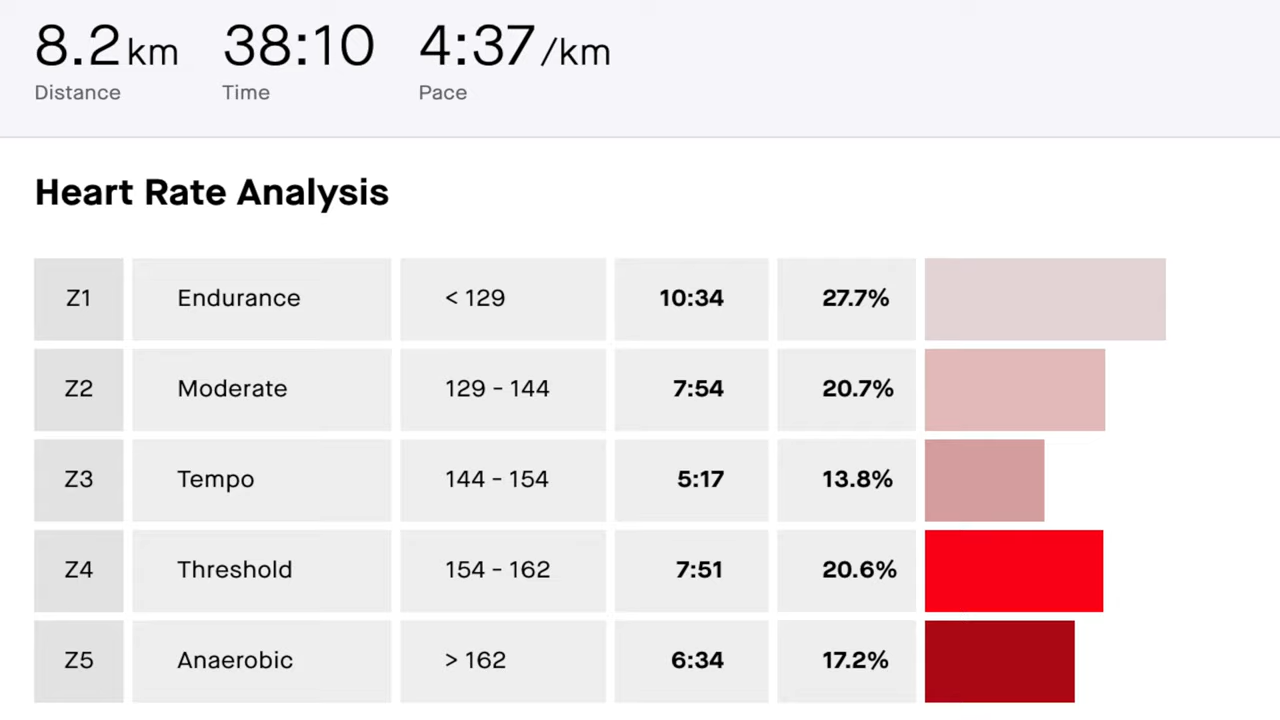 8.2 km 38:10 4:37 /km
Distance Time Pace
Heart Rate Analysis
Z1 Endurance < 129 10:34 27.7%
Z2 Moderate 129 - 144 7:54 20.7%
Z3 Tempo 144 - 154 5:17 13.8%
Z4 Threshold 154 - 162 7:51 20.6%
Z5 Anaerobic > 162 6:34 17.2%